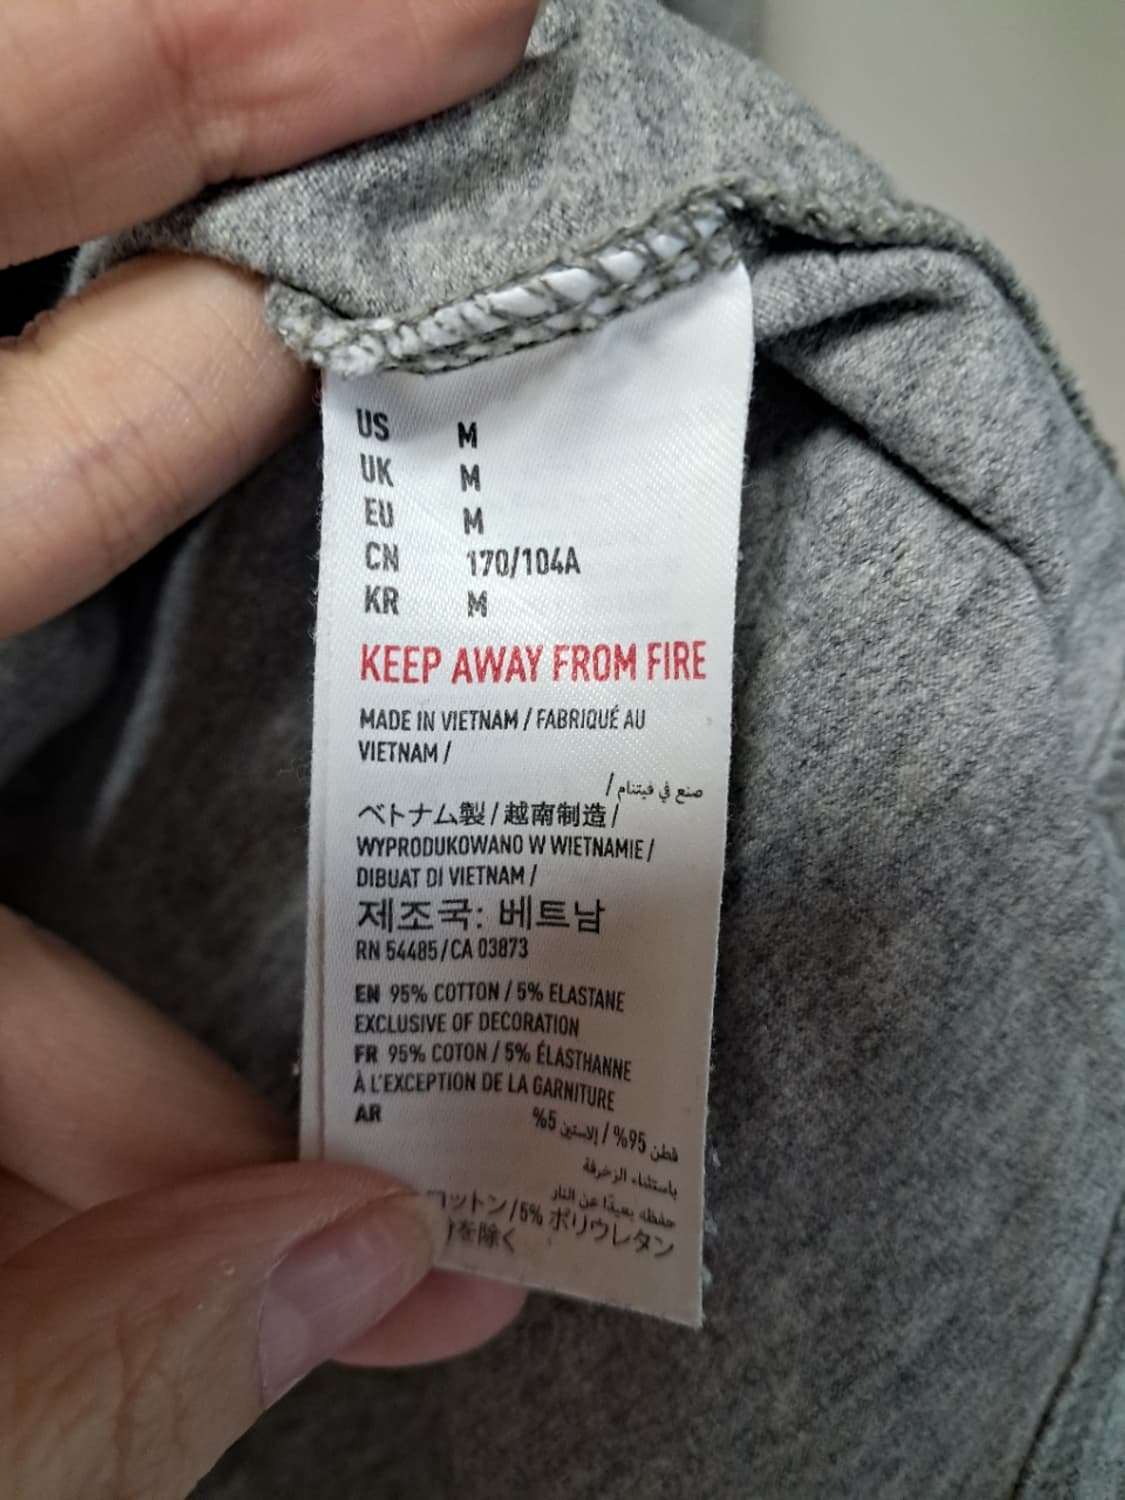 US M
UK M
EU M
CN 170/104A
KR M
KEEP AWAY FROM FIRE
MADE IN VIETNAM / FABRIQUÉ AU
VIETNAM /
صنع في فيتنام /
ベトナム製 / 越南制造 /
WYPRODUKOWANO W WIETNAMIE /
DIBUAT DI VIETNAM /
제조국: 베트남
RN 54485/CA 03873
EN 95% COTTON / 5% ELASTANE
EXCLUSIVE OF DECORATION
FR 95% COTON / 5% ÉLASTHANNE
À L'EXCEPTION DE LA GARNITURE
AR قطن 95% / إلاستين 5%
باستثناء الزخرفة
حفظه بعيدًا عن النار
コットン/5% ポリウレタン
を除く